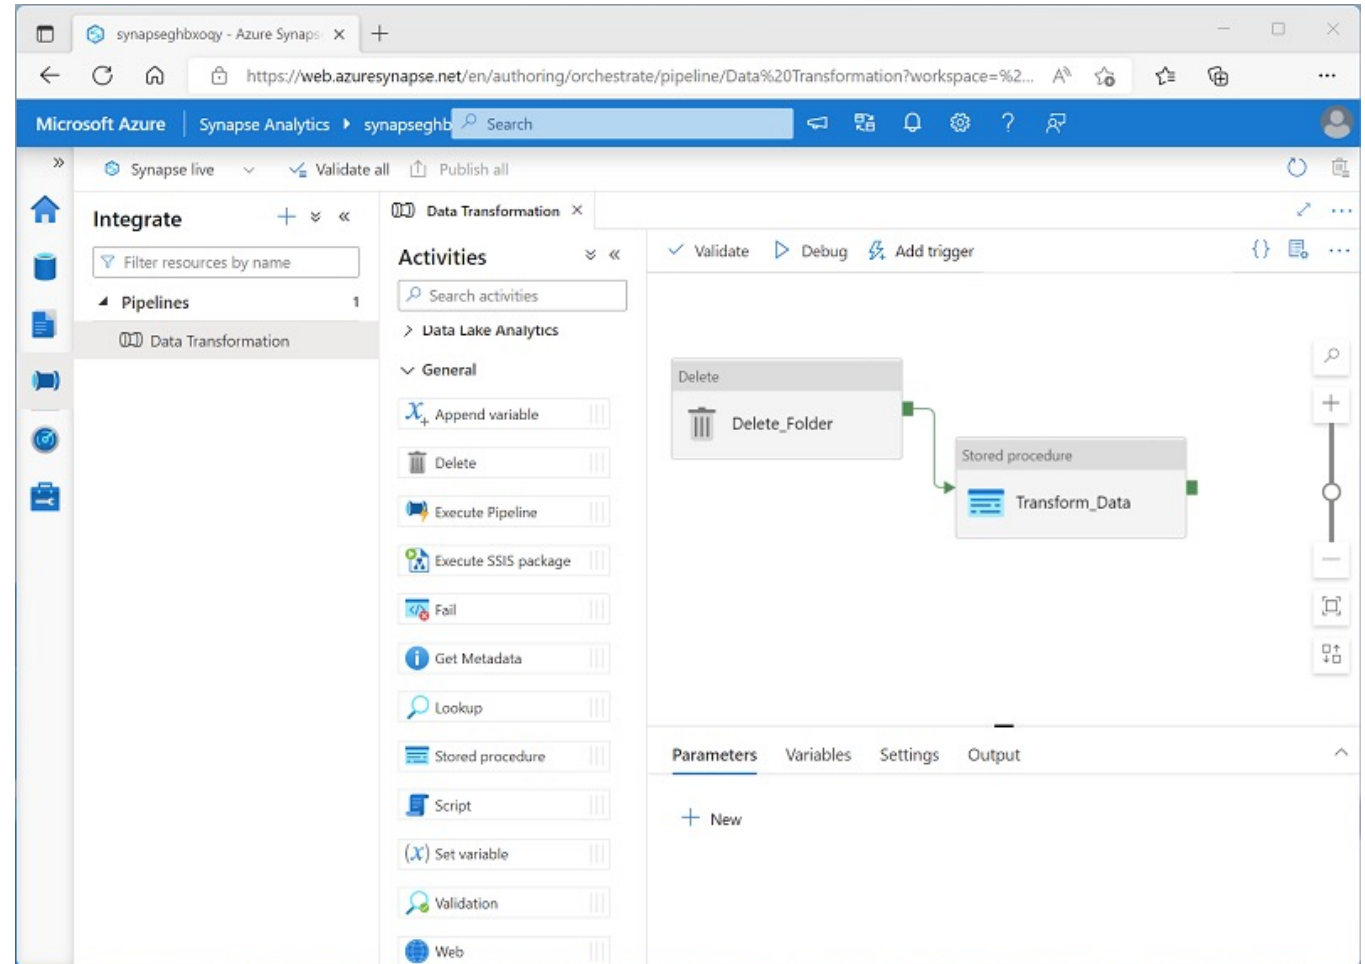 synapseghbxoqy - Azure Synaps
https://web.azuresynapse.net/en/authoring/orchestrate/pipeline/Data%20Transformation?workspace=%2...
Microsoft Azure
Synapse Analytics
synapseghb
Search
Synapse live
Validate all
Publish all
Integrate
Filter resources by name
Pipelines
1
Data Transformation
Data Transformation
Activities
Search activities
Data Lake Analytics
General
Append variable
Delete
Execute Pipeline
Execute SSIS package
Fail
Get Metadata
Lookup
Stored procedure
Script
Set variable
Validation
Web
Validate
Debug
Add trigger
Delete
Delete_Folder
Stored procedure
Transform_Data
Parameters
Variables
Settings
Output
New